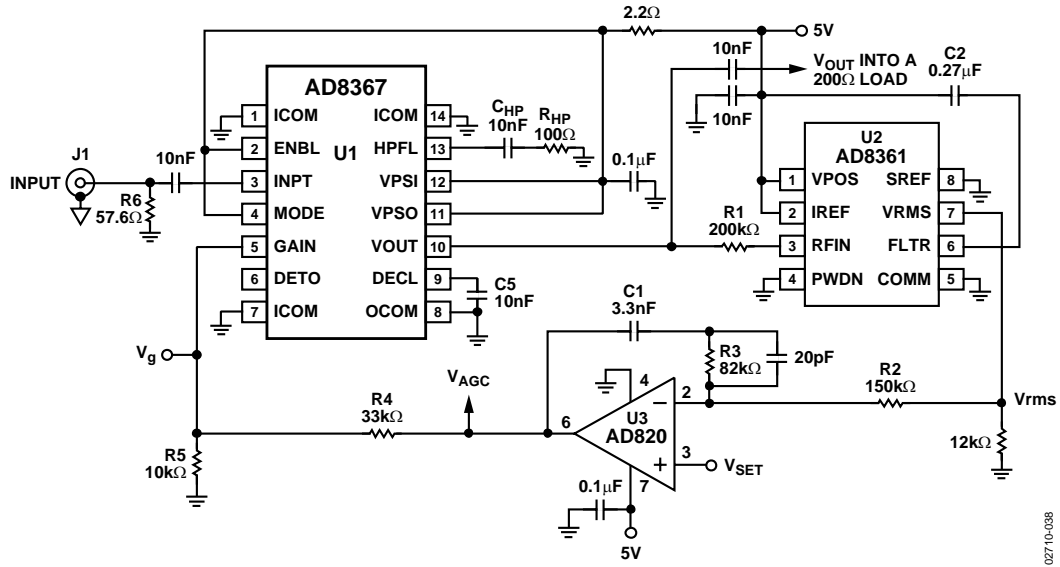 2.2Ω
5V
10nF
VOUT INTO A
200Ω LOAD
C2
0.27μF
10nF
AD8367
U1
1 ICOM
ICOM 14
2 ENBL
HPFL 13
3 INPT
VPSI 12
4 MODE
VPSO 11
5 GAIN
VOUT 10
6 DETO
DECL 9
7 ICOM
OCOM 8
CHP
10nF
RHP
100Ω
J1
INPUT
10nF
R6
57.6Ω
0.1μF
U2
AD8361
1 VPOS
SREF 8
2 IREF
VRMS 7
3 RFIN
FLTR 6
4 PWDN
COMM 5
R1
200kΩ
C5
10nF
C1
3.3nF
R3
82kΩ
20pF
R2
150kΩ
Vrms
12kΩ
Vg
VAGC
R4
33kΩ
R5
10kΩ
4
2
6
U3
AD820
3
VSET
7
0.1μF
5V
02710-038